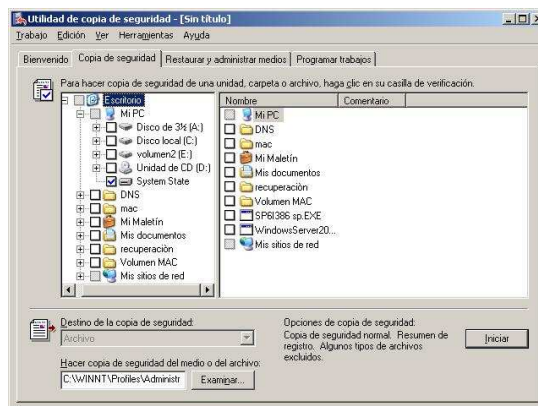 Utilidad de copia de seguridad - [Sin título]
Trabajo Edición Ver Herramientas Ayuda
Bienvenido Copia de seguridad Restaurar y administrar medios Programar trabajos
Para hacer copia de seguridad de una unidad, carpeta o archivo, haga clic en su casilla de verificación.
Escritorio
Mi PC
Disco de 3½ (A:)
Disco local (C:)
volumen2 (E:)
Unidad de CD (D:)
System State
DNS
mac
Mi Maletín
Mis documentos
recuperaciòn
Volumen MAC
Mis sitios de red
Nombre Comentario
Mi PC
DNS
mac
Mi Maletín
Mis documentos
recuperaciòn
Volumen MAC
SP6I386 sp.EXE
WindowsServer20...
Mis sitios de red
Destino de la copia de seguridad:
Archivo
Hacer copia de seguridad del medio o del archivo:
C:\WINNT\Profiles\Administr Examinar...
Opciones de copia de seguridad:
Copia de seguridad normal. Resumen de
registro. Algunos tipos de archivos
excluidos.
Iniciar